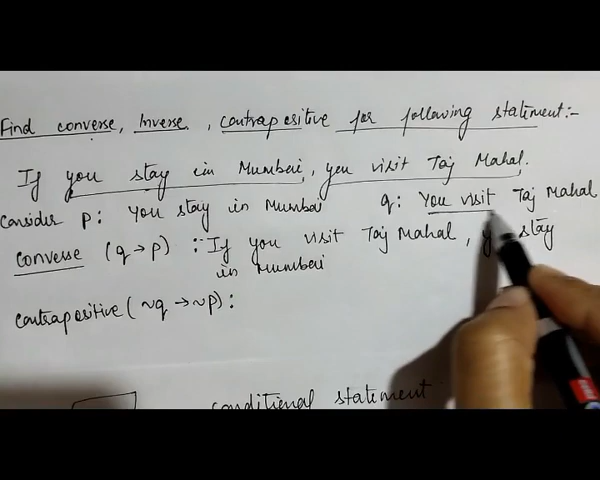 Find converse, Inverse, contrapositive for following statement:-
If you stay in Mumbai, you visit Taj Mahal.
Consider p: You stay in Mumbai q: You visit Taj Mahal
Converse (q→p) : If you visit Taj Mahal, stay
in Mumbai
contrapositive (~q → ~p) :
conditional statement